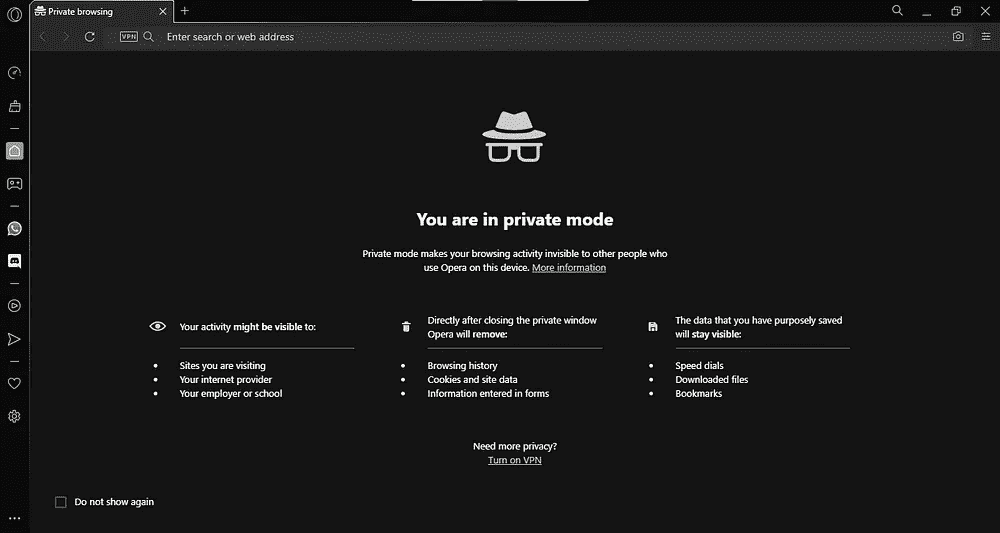 Private browsing
VPN
Enter search or web address
You are in private mode
Private mode makes your browsing activity invisible to other people who
use Opera on this device. More information
Your activity might be visible to:
Sites you are visiting
Your internet provider
Your employer or school
Directly after closing the private window
Opera will remove:
Browsing history
Cookies and site data
Information entered in forms
The data that you have purposely saved
will stay visible:
Speed dials
Downloaded files
Bookmarks
Need more privacy?
Turn on VPN
Do not show again